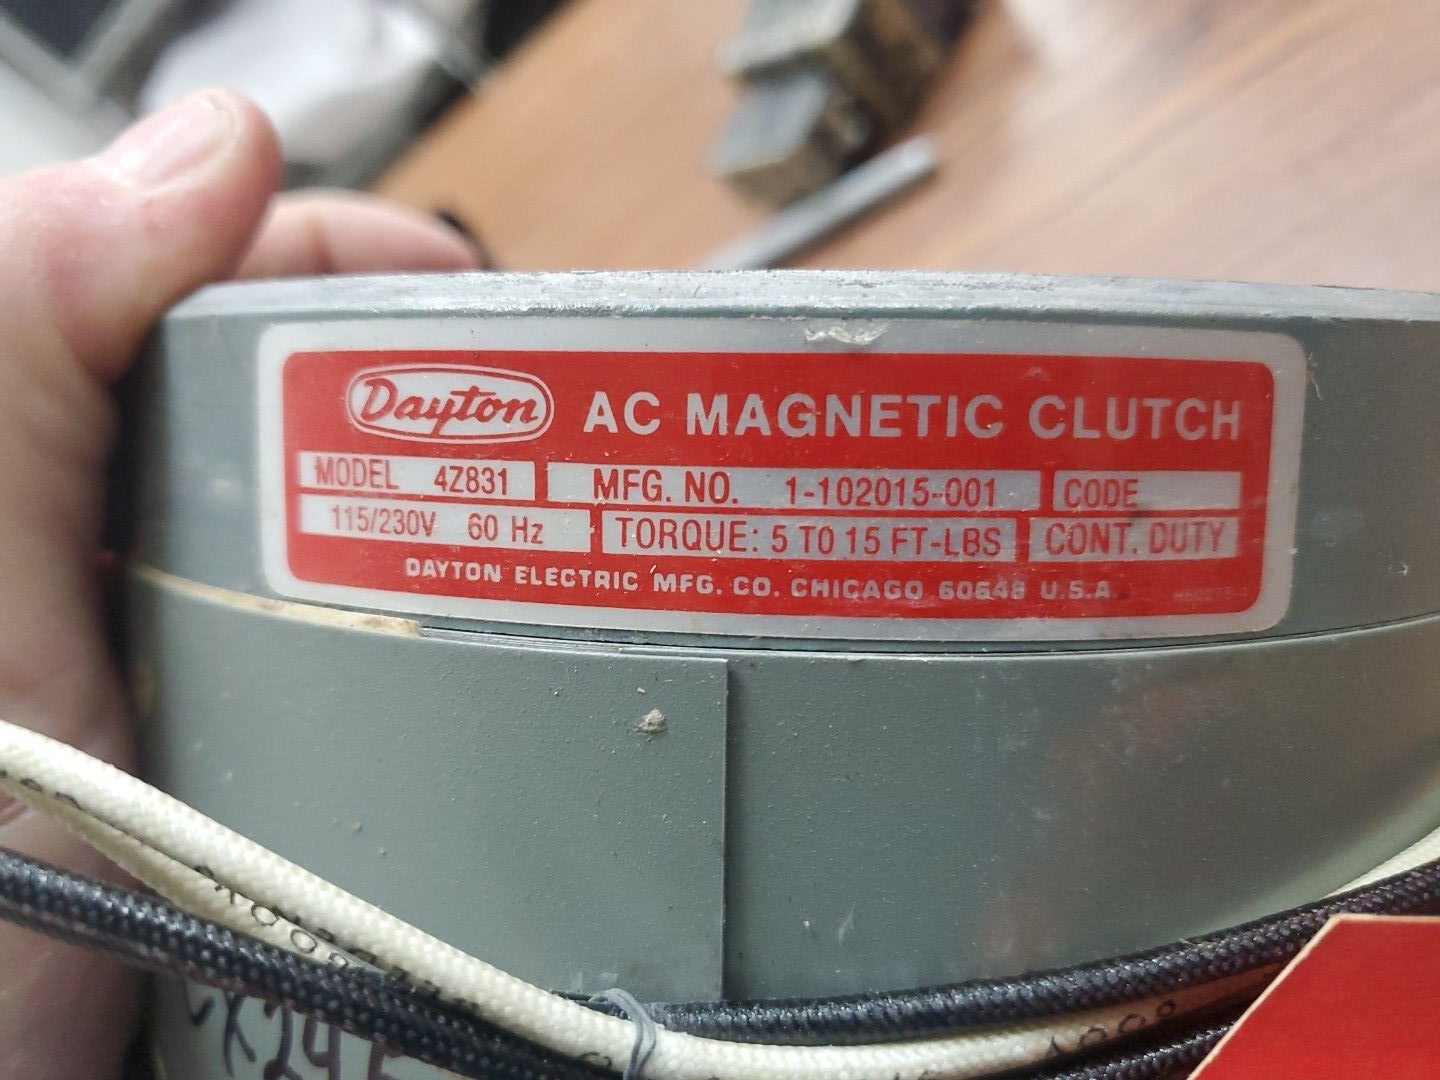 Dayton AC MAGNETIC CLUTCH
MODEL 4Z831 MFG. NO. 1-102015-001 CODE
115/230V 60 Hz TORQUE: 5 TO 15 FT-LBS CONT. DUTY
DAYTON ELECTRIC MFG. CO. CHICAGO 60648 U.S.A.